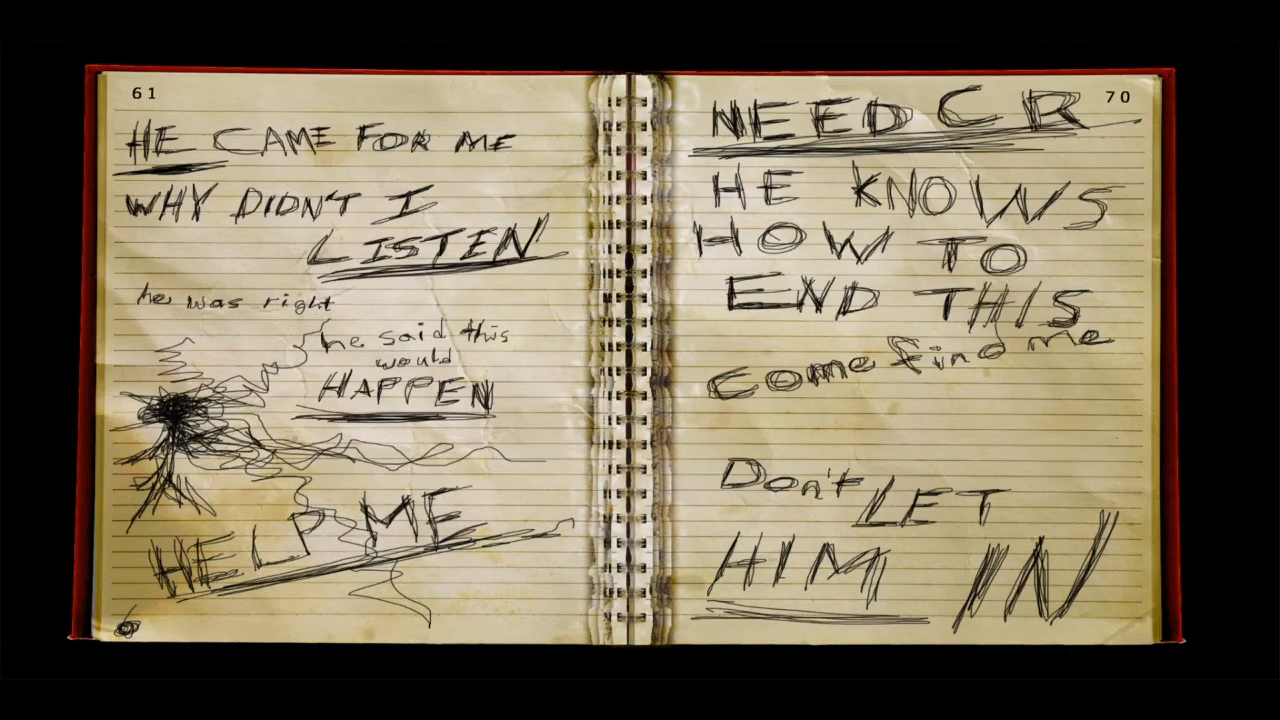 61
HE CAME FOR ME
WHY DIDN'T I
LISTEN
he was right
he said this
would
HAPPEN
HELP ME
70
NEED CR
HE KNOWS
HOW TO
END THIS
come find me
Don't LET
HIM IN